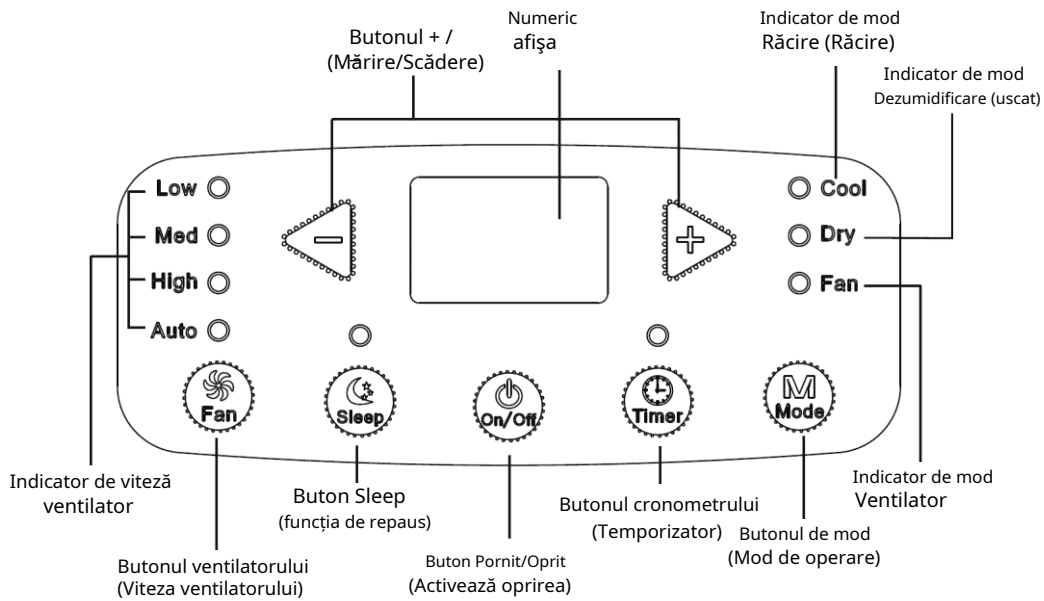 Numeric
afişa
Indicator de mod
Răcire (Răcire)
Butonul + / -
(Mărire/Scădere)
Indicator de mod
Dezumidificare (uscat)
Low
Med
High
Auto
−
+
Cool
Dry
Fan
Fan
Sleep
On/Off
Timer
M
Mode
Indicator de viteză
ventilator
Buton Sleep
(funcția de repaus)
Butonul cronometrului
(Temporizator)
Indicator de mod
Ventilator
Butonul de mod
(Mod de operare)
Butonul ventilatorului
(Viteza ventilatorului)
Buton Pornit/Oprit
(Activează oprirea)